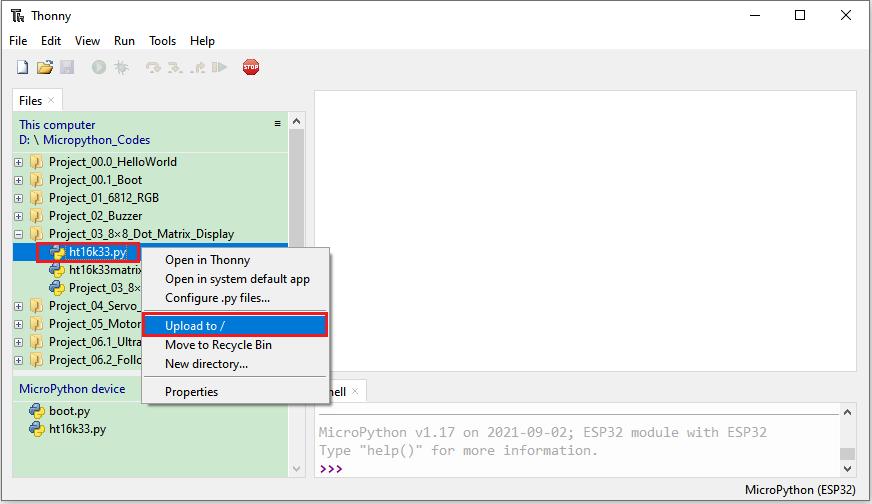 Thonny
File Edit View Run Tools Help
STOP
Files ×
This computer
D: \ Micropython_Codes
Project_00.0_HelloWorld
Project_00.1_Boot
Project_01_6812_RGB
Project_02_Buzzer
Project_03_8×8_Dot_Matrix_Display
ht16k33.py
ht16k33matrix
Project_03_8×
Project_04_Servo_
Project_05_Motor
Project_06.1_Ultra
Project_06.2_Follo
Open in Thonny
Open in system default app
Configure .py files...
Upload to /
Move to Recycle Bin
New directory...
Properties
MicroPython device
boot.py
ht16k33.py
hell ×
MicroPython v1.17 on 2021-09-02; ESP32 module with ESP32
Type "help()" for more information.
>>>
MicroPython (ESP32)